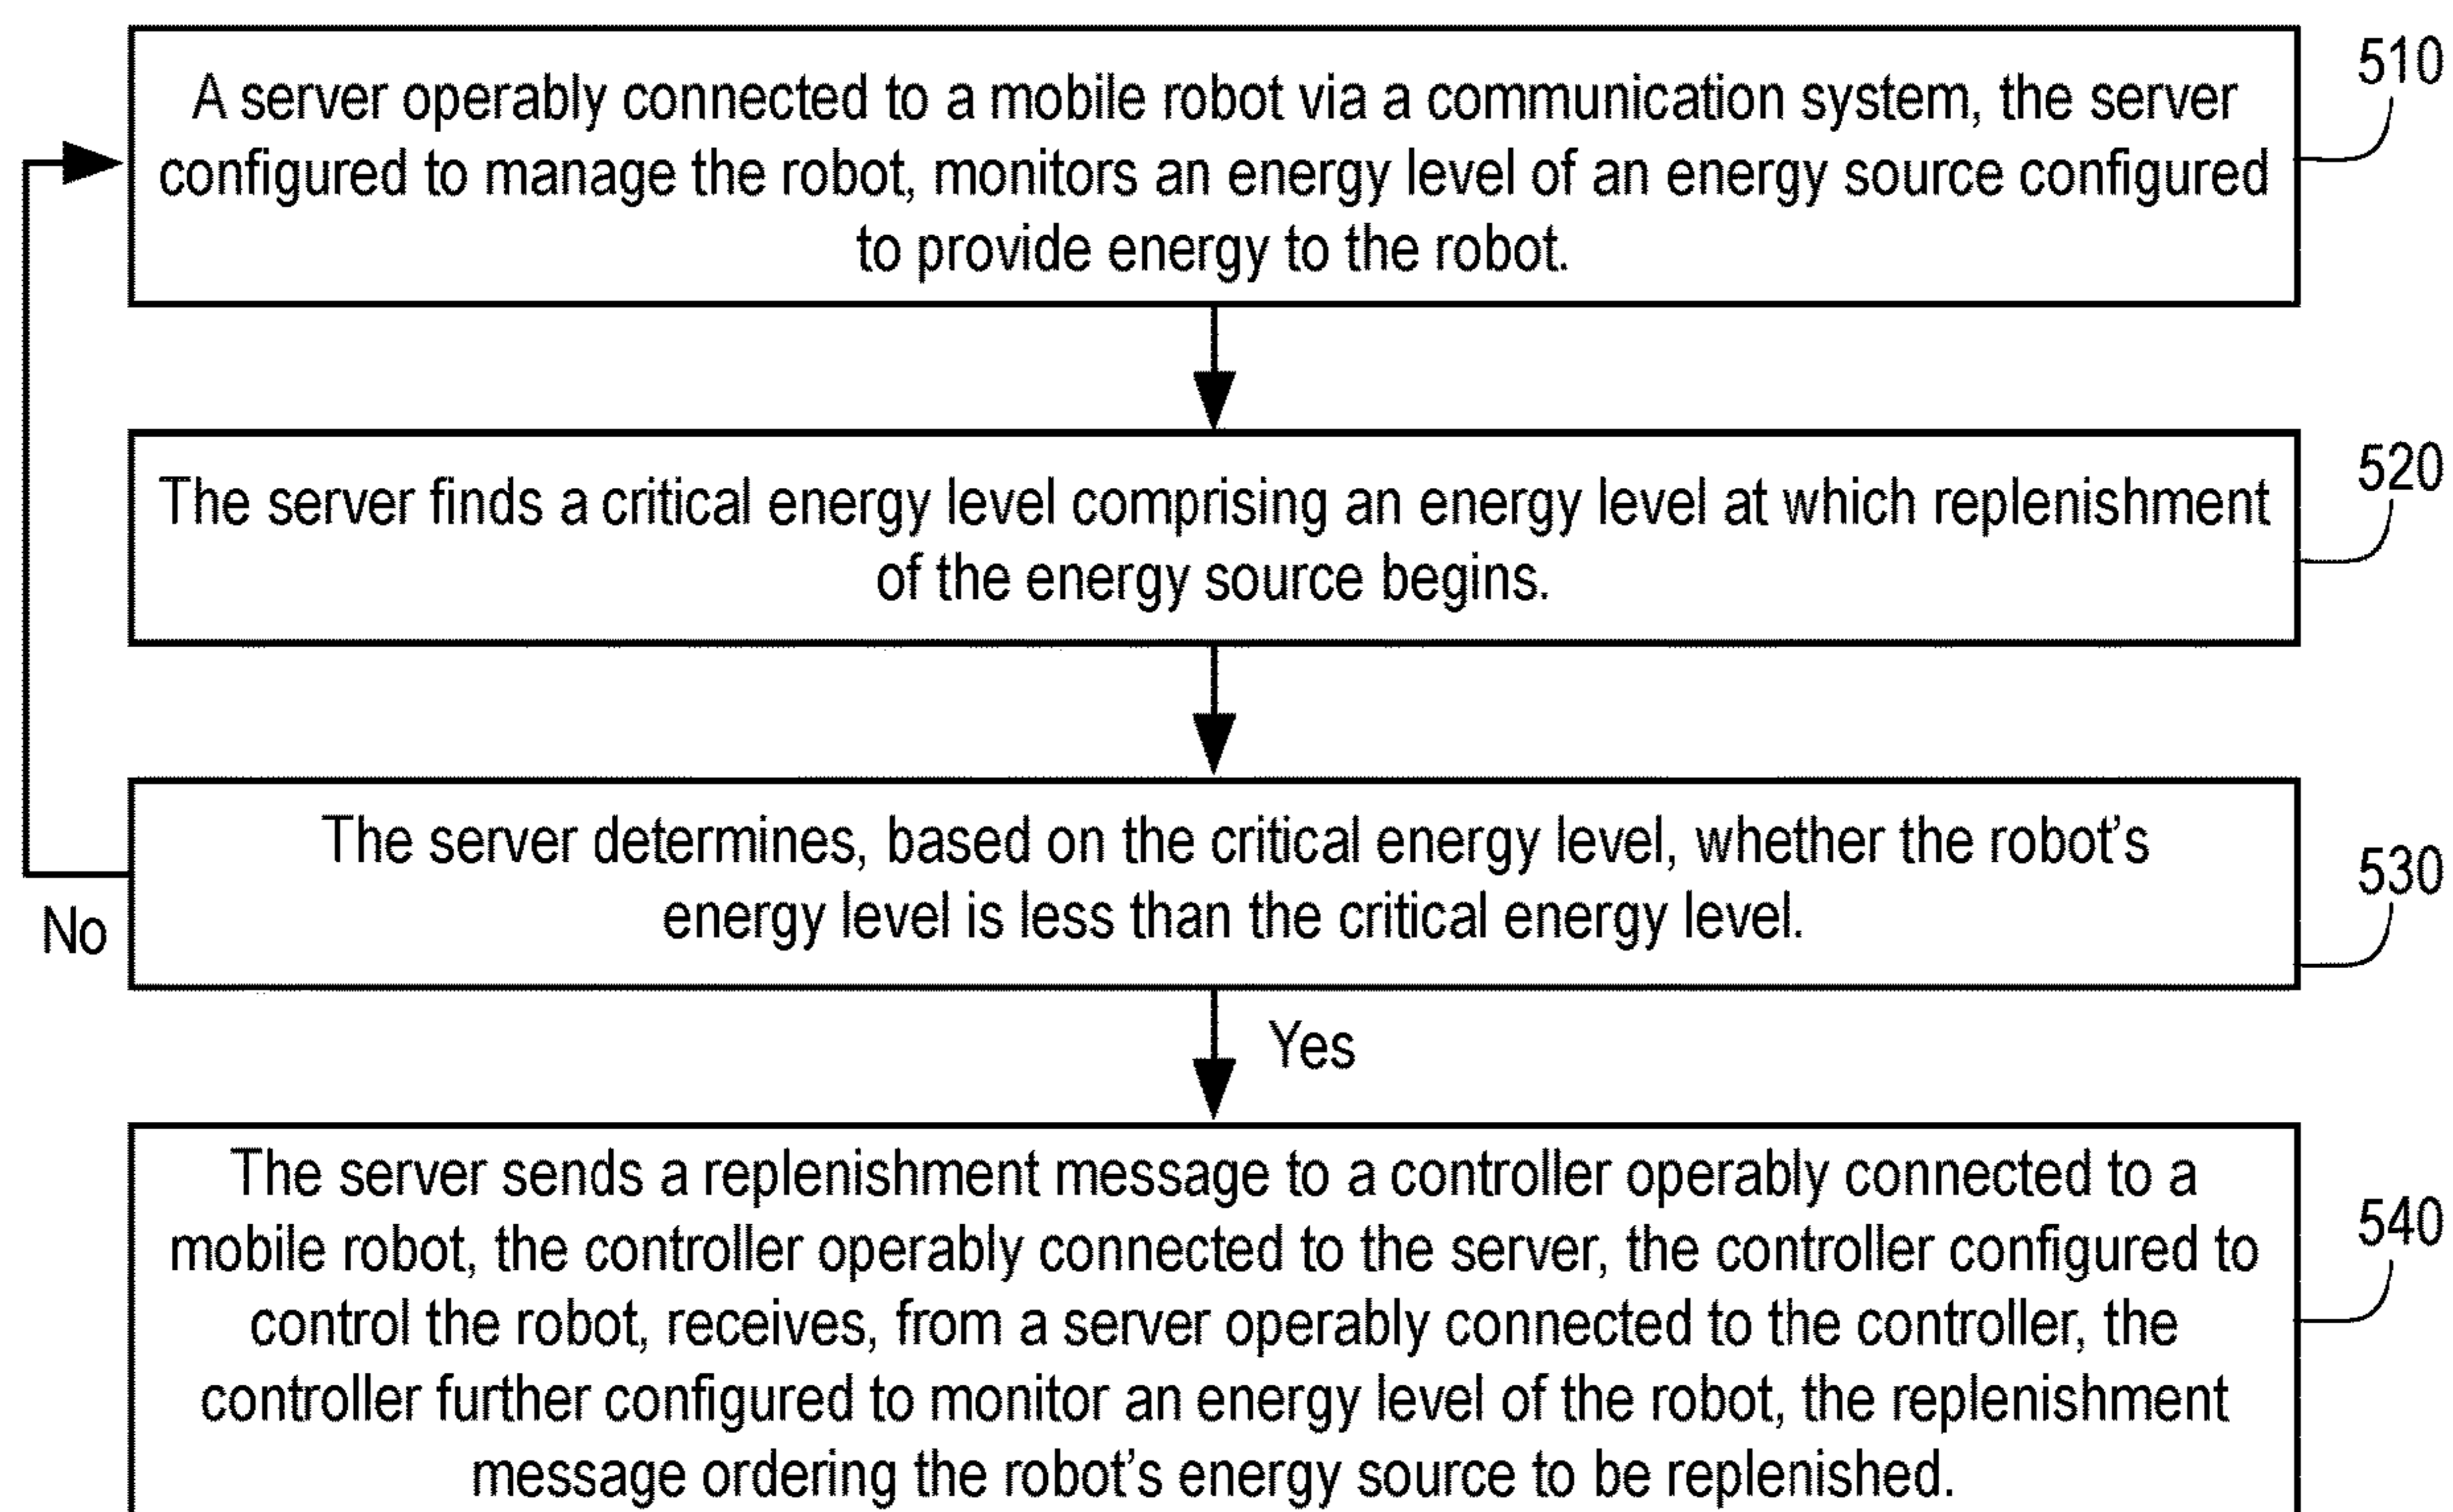 A server operably connected to a mobile robot via a communication system, the server
configured to manage the robot, monitors an energy level of an energy source configured
to provide energy to the robot.
510
The server finds a critical energy level comprising an energy level at which replenishment
of the energy source begins.
520
The server determines, based on the critical energy level, whether the robot's
energy level is less than the critical energy level.
530
No
Yes
The server sends a replenishment message to a controller operably connected to a
mobile robot, the controller operably connected to the server, the controller configured to
control the robot, receives, from a server operably connected to the controller, the
controller further configured to monitor an energy level of the robot, the replenishment
message ordering the robot's energy source to be replenished.
540